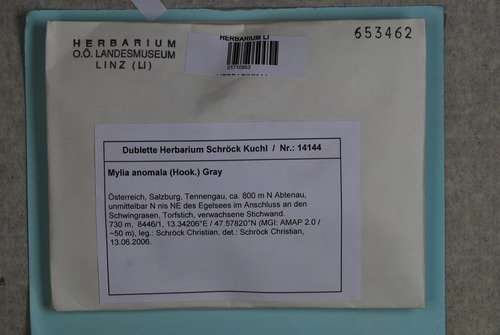 653462
HERBARIUM
O.Ö. LANDESMUSEUM
LINZ (LI)
HERBARIUM LI
Dublette Herbarium Schröck Kuchl / Nr.: 14144
Mylia anomala (Hook.) Gray
Österreich, Salzburg, Tennengau, ca. 800 m N Abtenau,
unmittelbar N nis NE des Egelsees im Anschluss an den
Schwingrasen, Torfstich, verwachsene Stichwand.
730 m, 8446/1, 13.34206°E / 47.57820°N (MGI: AMAP 2.0 /
~50 m), leg.: Schröck Christian, det.: Schröck Christian,
13.06.2006.